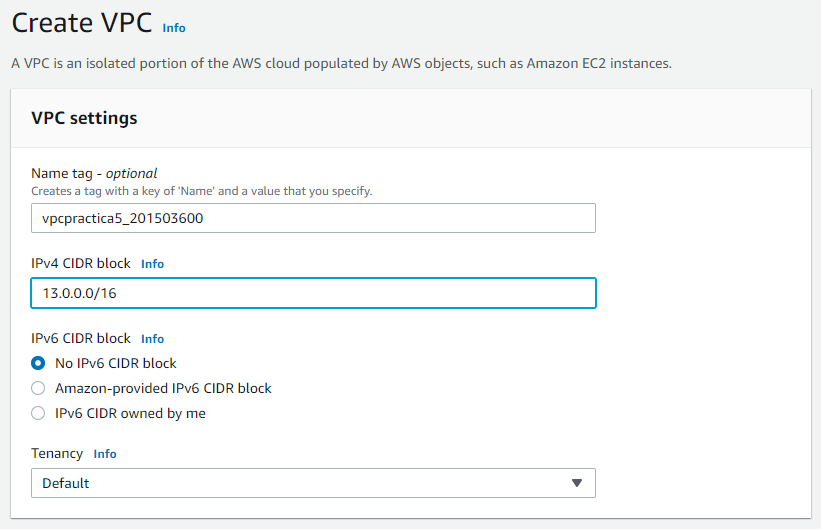 Create VPC Info
A VPC is an isolated portion of the AWS cloud populated by AWS objects, such as Amazon EC2 instances.
VPC settings
Name tag - optional
Creates a tag with a key of 'Name' and a value that you specify.
vpcpractica5_201503600
IPv4 CIDR block Info
13.0.0.0/16
IPv6 CIDR block Info
No IPv6 CIDR block
Amazon-provided IPv6 CIDR block
IPv6 CIDR owned by me
Tenancy Info
Default